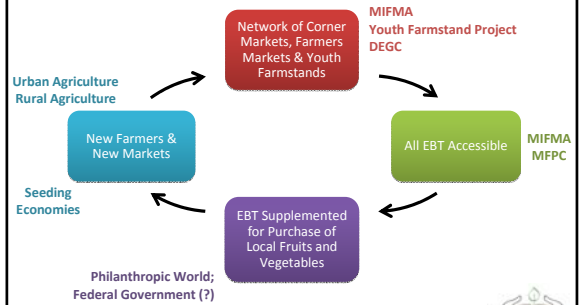 Network of Corner
Markets, Farmers
Markets & Youth
Farmstands
MIFMA
Youth Farmstand Project
DEGC
Urban Agriculture
Rural Agriculture
New Farmers &
New Markets
All EBT Accessible
MIFMA
MFPC
Seeding
Economies
EBT Supplemented
for Purchase of
Local Fruits and
Vegetables
Philanthropic World;
Federal Government (?)